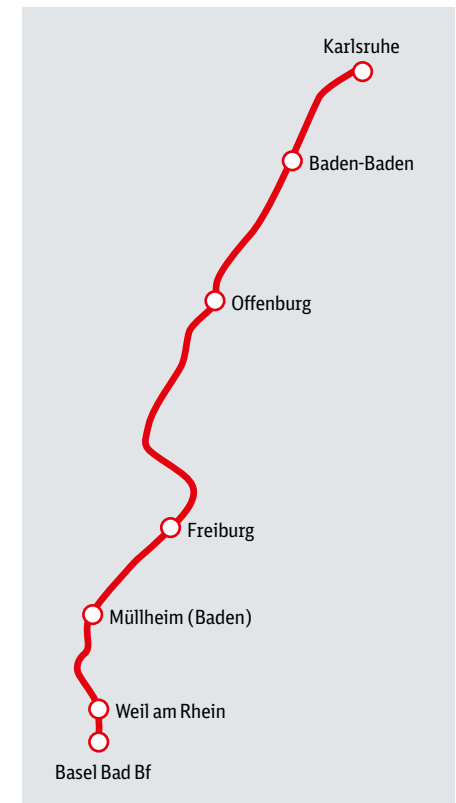 Karlsruhe
Baden-Baden
Offenburg
Freiburg
Müllheim (Baden)
Weil am Rhein
Basel Bad Bf